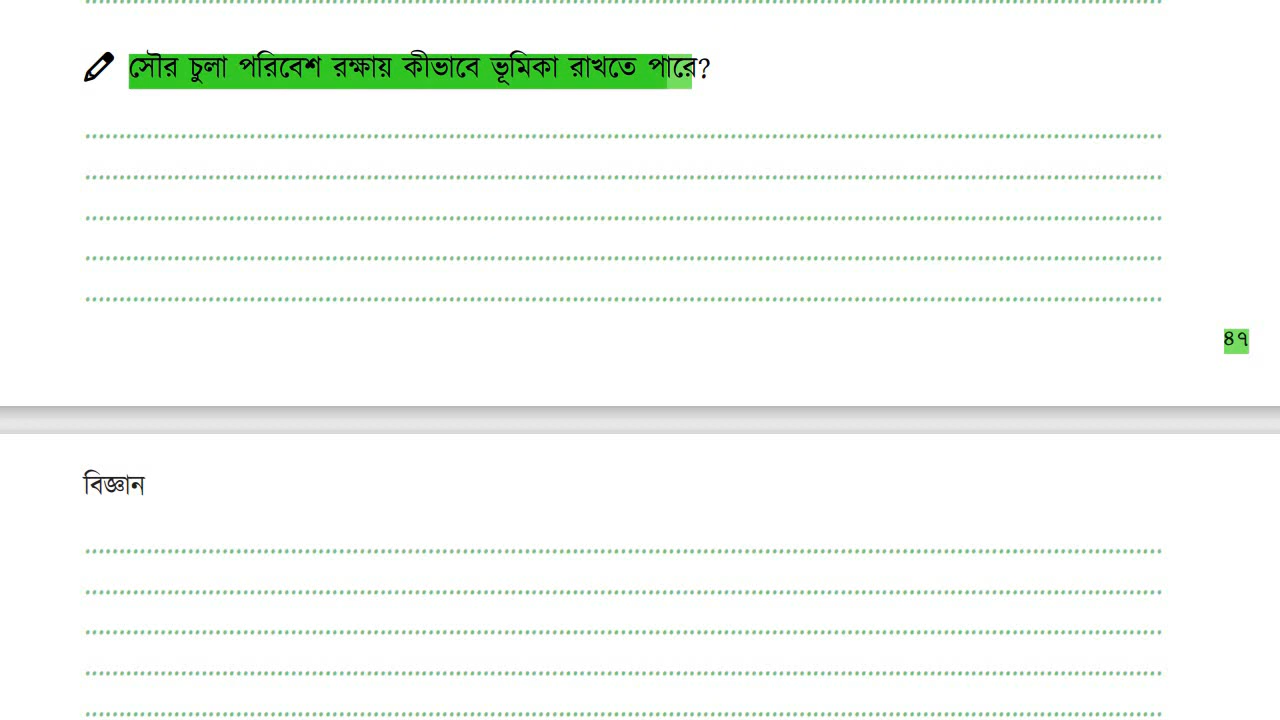 সৌর চুলা পরিবেশ রক্ষায় কীভাবে ভূমিকা রাখতে পারে?
৪৭
বিজ্ঞান